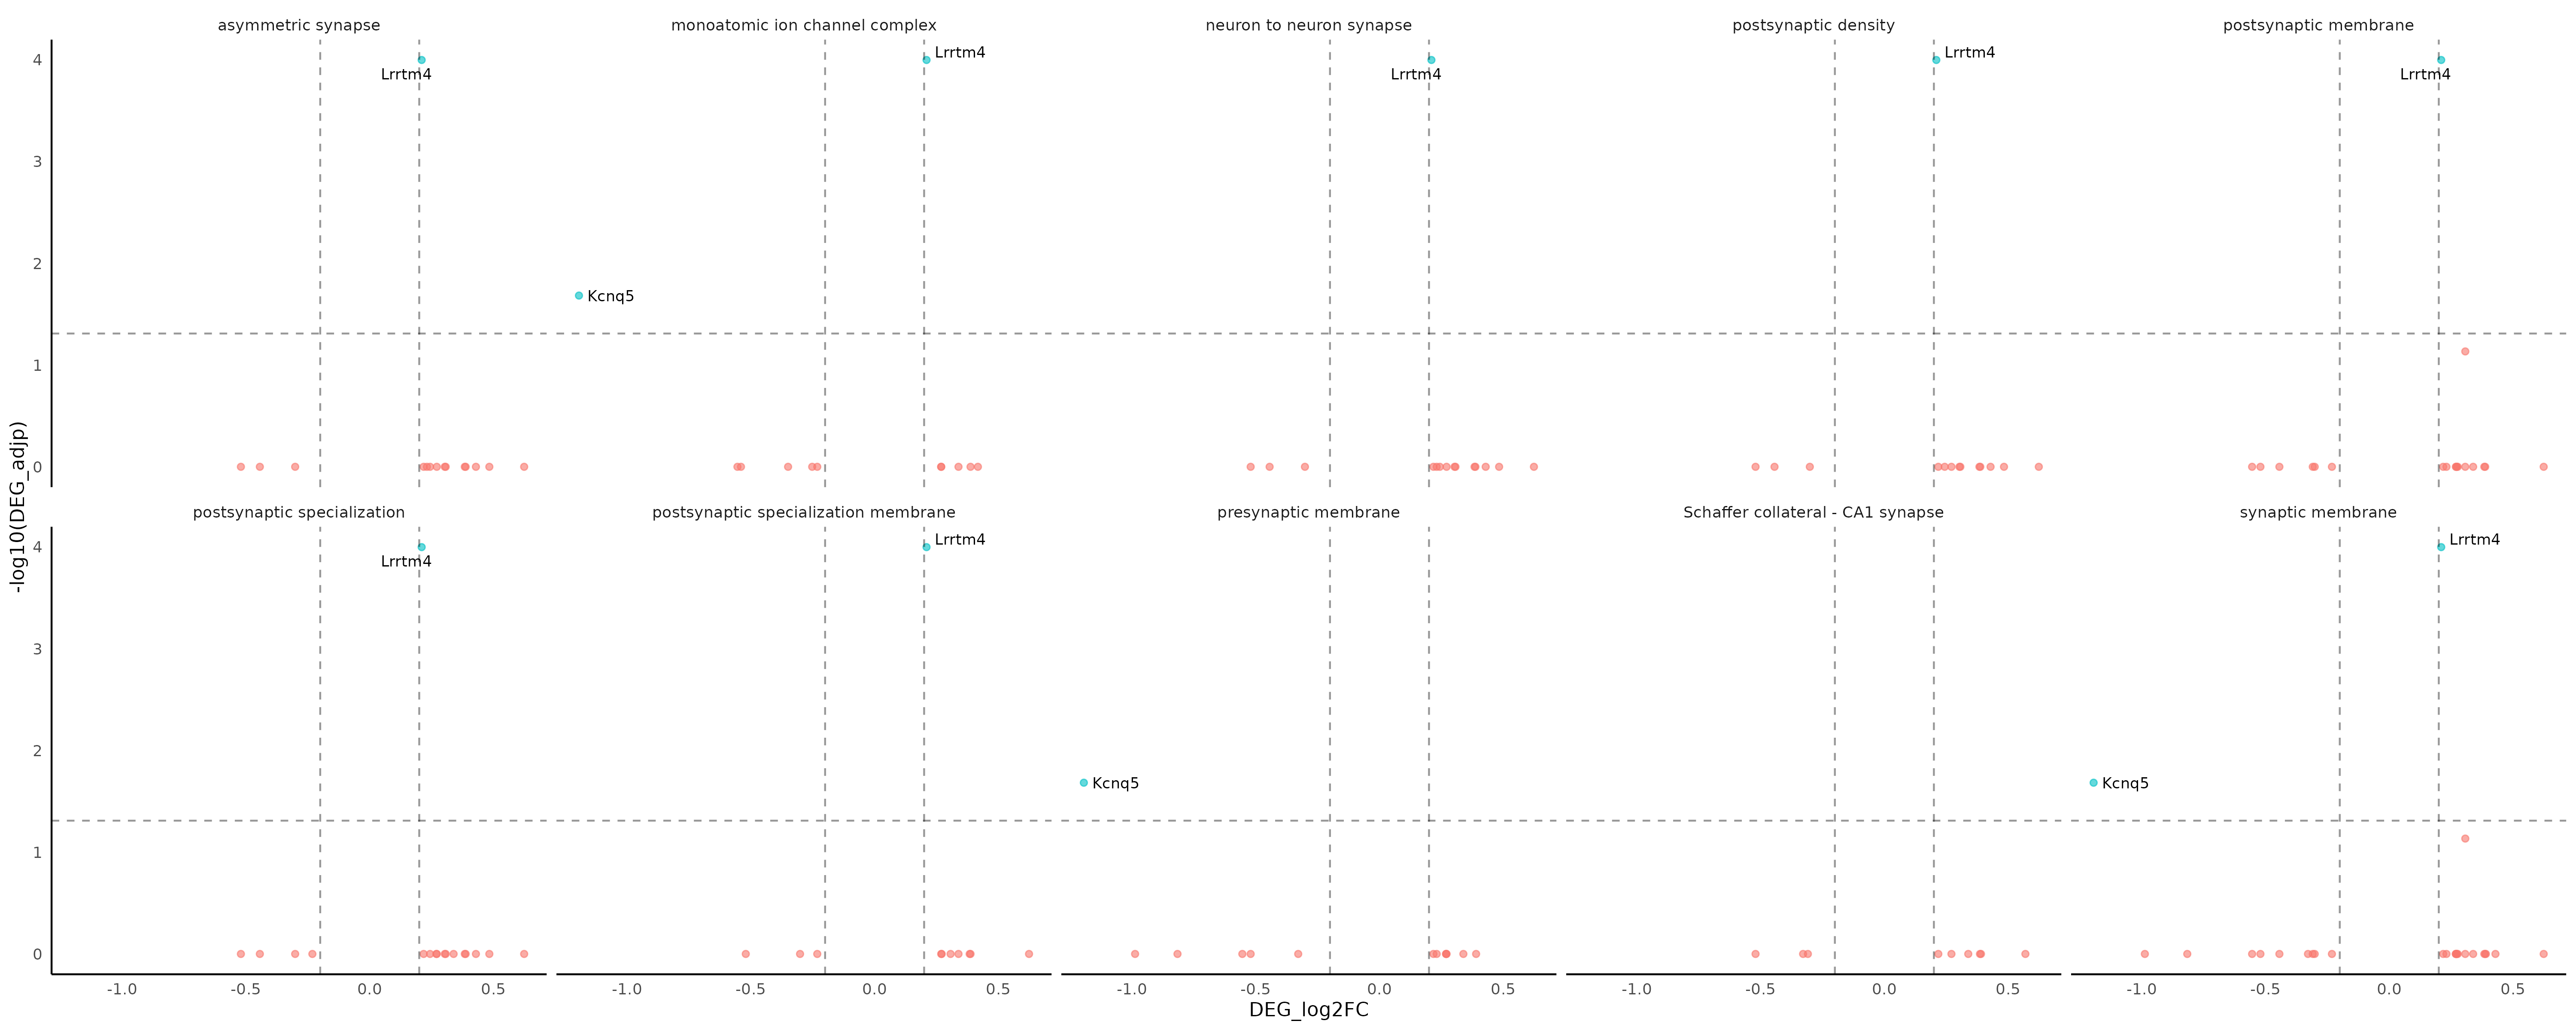 asymmetric synapse
monoatomic ion channel complex
neuron to neuron synapse
postsynaptic density
postsynaptic membrane
4
3
2
1
0
Lrrtm4
Lrrtm4
Kcnq5
Lrrtm4
Lrrtm4
Lrrtm4
-log10(DEG_adjp)
postsynaptic specialization
postsynaptic specialization membrane
presynaptic membrane
Schaffer collateral - CA1 synapse
synaptic membrane
4
3
2
1
0
Lrrtm4
Lrrtm4
Kcnq5
Lrrtm4
Kcnq5
-1.0 -0.5 0.0 0.5
-1.0 -0.5 0.0 0.5
-1.0 -0.5 0.0 0.5
-1.0 -0.5 0.0 0.5
-1.0 -0.5 0.0 0.5
DEG_log2FC